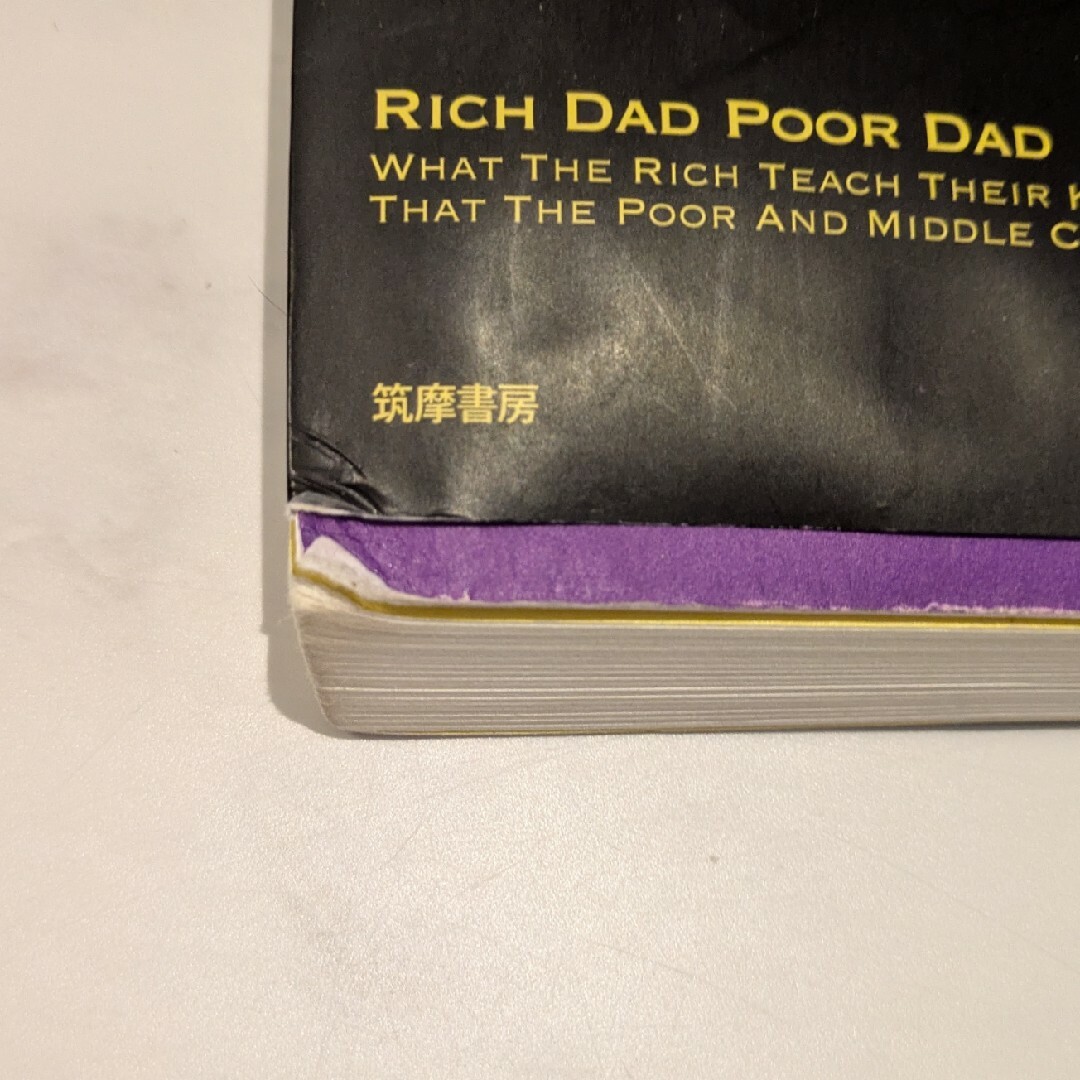 RICH DAD POOR DAD
WHAT THE RICH TEACH THEIR
THAT THE POOR AND MIDDLE
筑摩書房